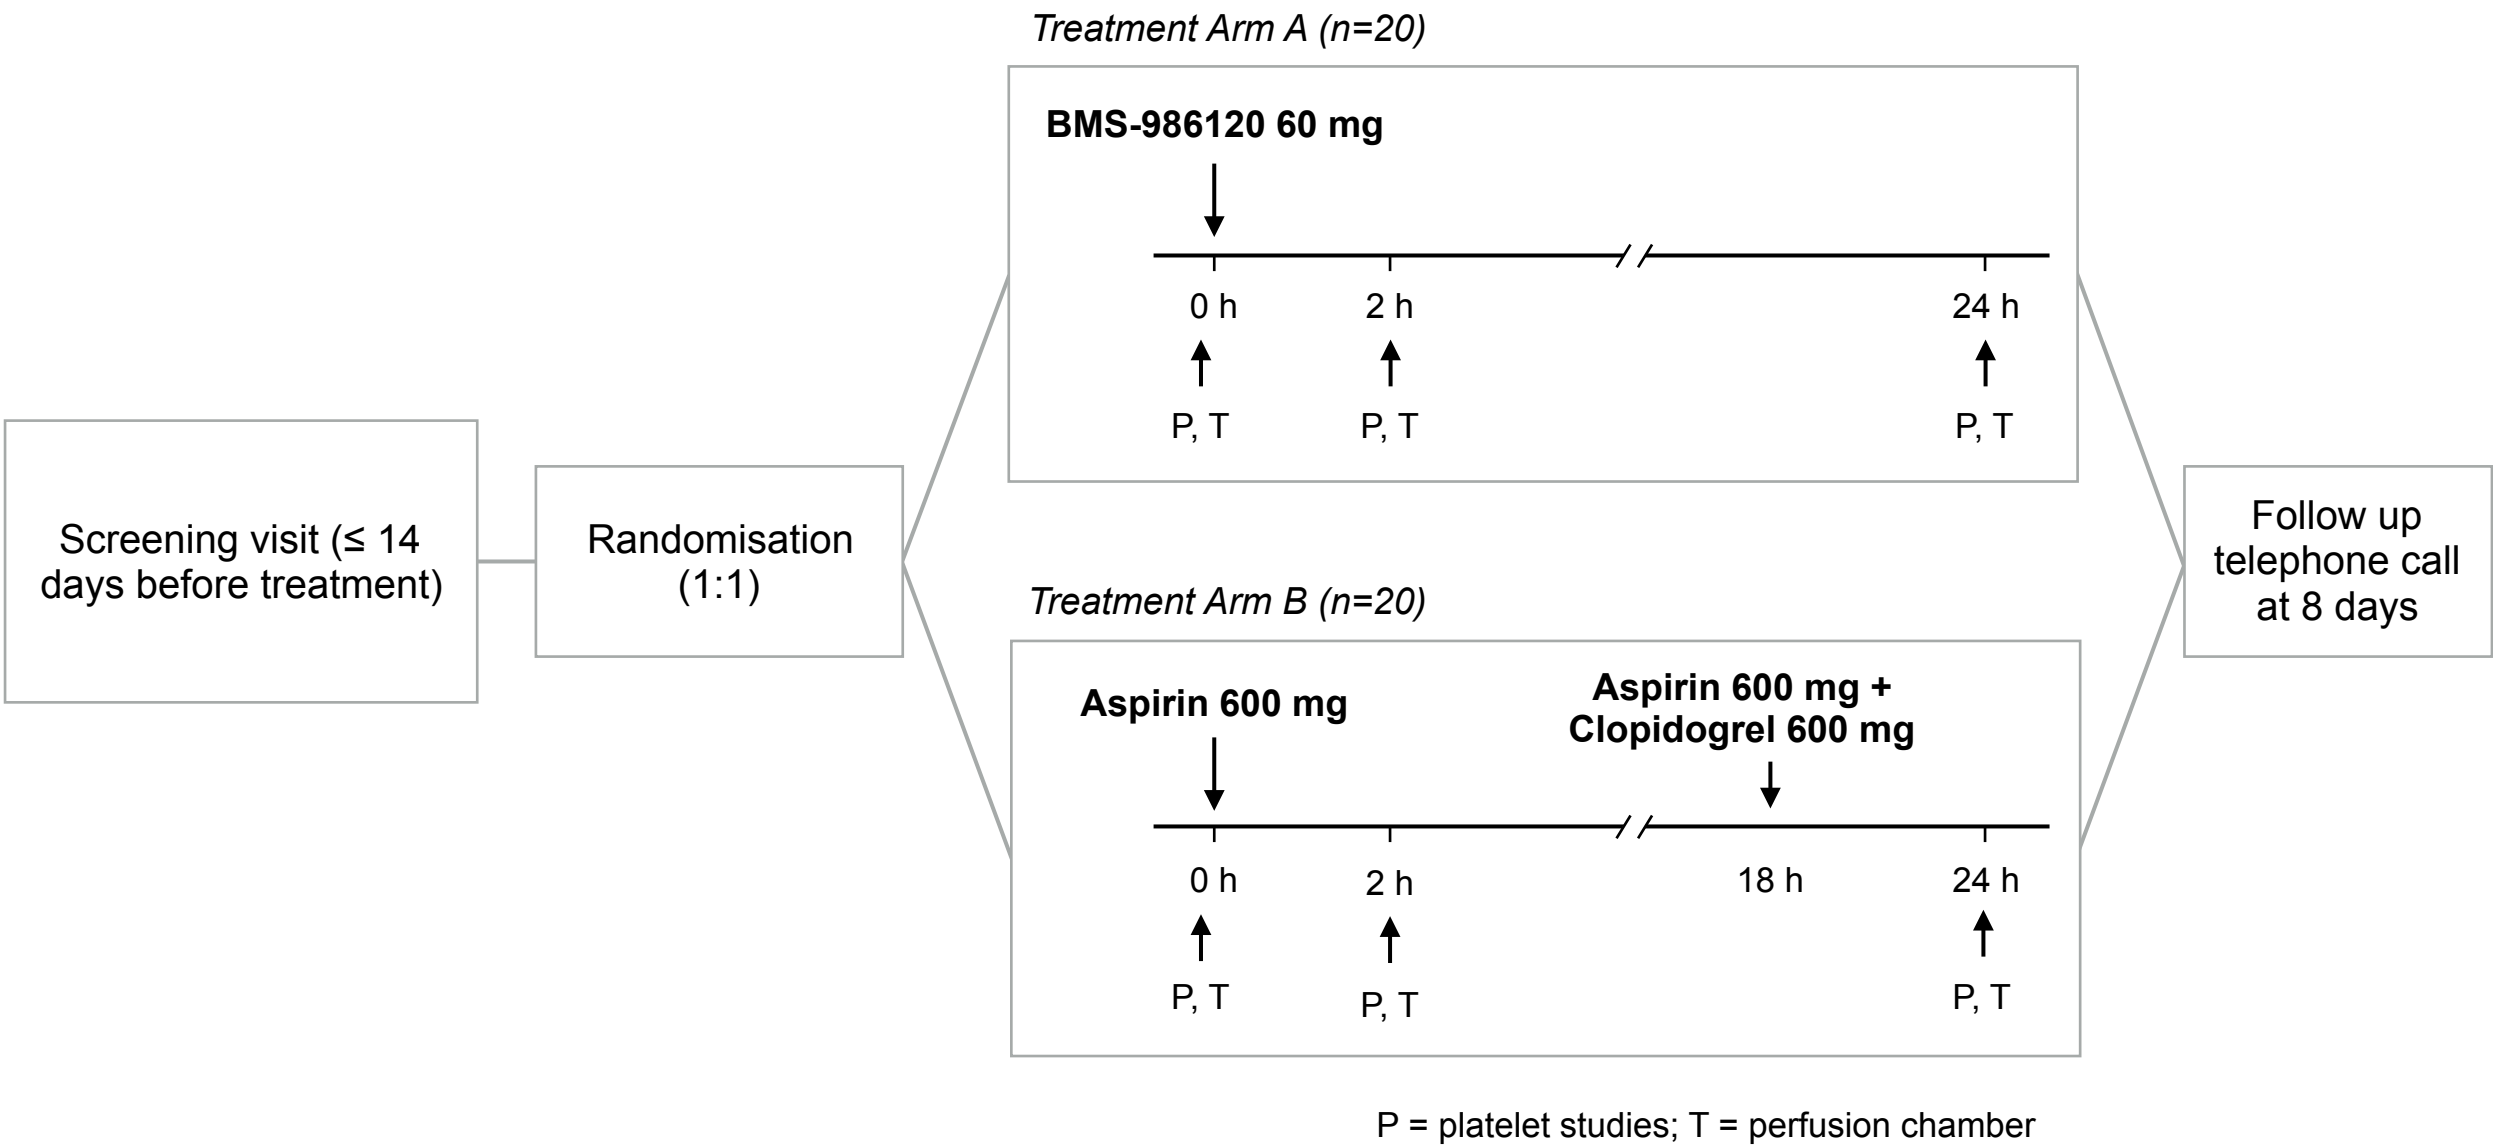 Screening visit (≤ 14
days before treatment)
Randomisation
(1:1)
Treatment Arm A (n=20)
BMS-986120 60 mg
0 h
2 h
24 h
P, T
P, T
P, T
Treatment Arm B (n=20)
Aspirin 600 mg
Aspirin 600 mg +
Clopidogrel 600 mg
0 h
2 h
18 h
24 h
P, T
P, T
P, T
Follow up
telephone call
at 8 days
P = platelet studies; T = perfusion chamber